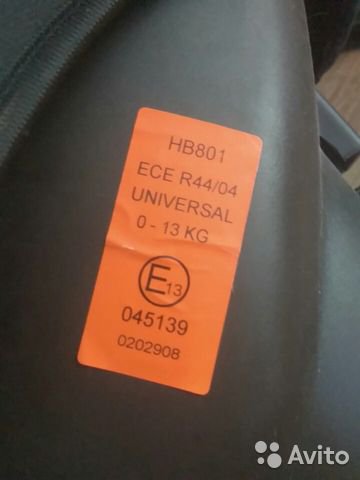 HB801
ECE R44/04
UNIVERSAL
0 - 13 KG
E13
045139
0202908
Avito